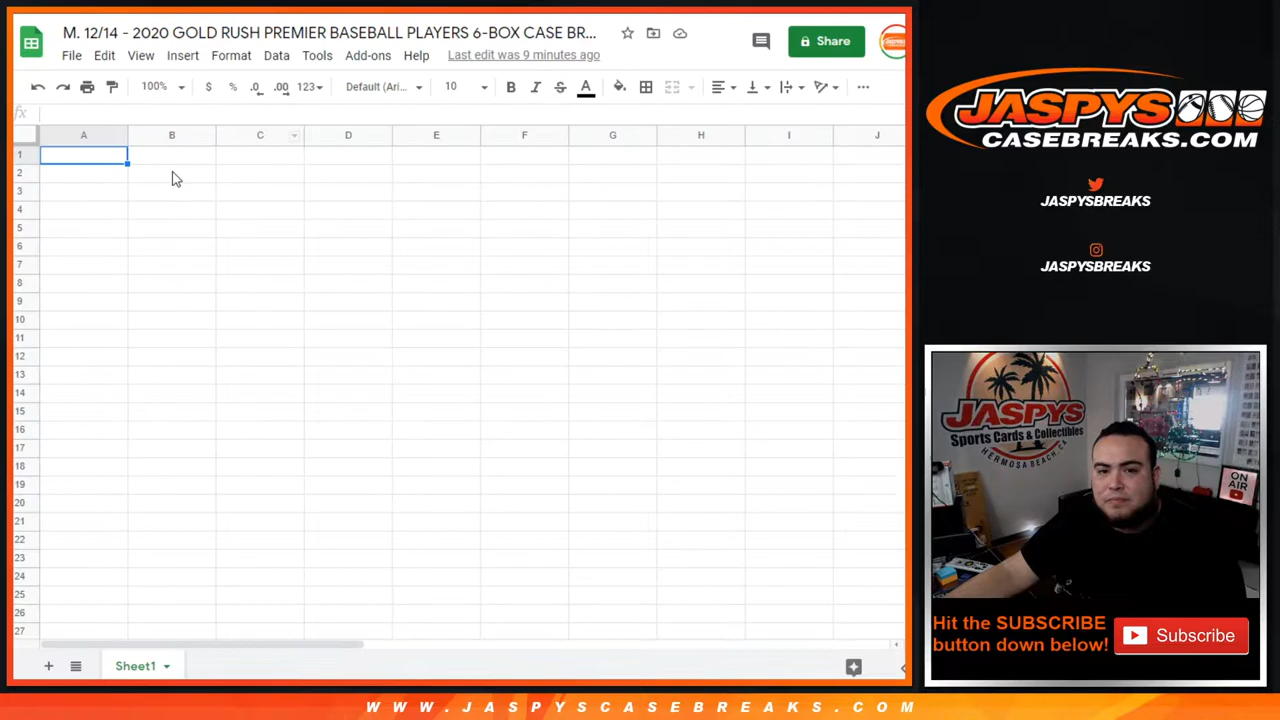 M. 12/14 - 2020 GOLD RUSH PREMIER BASEBALL PLAYERS 6-BOX CASE BR...
File Edit View Insert Format Data Tools Add-ons Help Last edit was 9 minutes ago
Share
100% $ % .0 .00 123 Default (Ari... 10 B I S A
fx
A B C D E F G H I J
1
2
3
4
5
6
7
8
9
10
11
12
13
14
15
16
17
18
19
20
21
22
23
24
25
26
27
Sheet1
JASPYS
CASEBREAKS.COM
JASPYSBREAKS
JASPYSBREAKS
JASPYS
Sports Cards & Collectibles
HERMOSA BEACH, CA
ON AIR
Hit the SUBSCRIBE
button down below!
Subscribe
WWW.JASPYSCASEBREAKS.COM